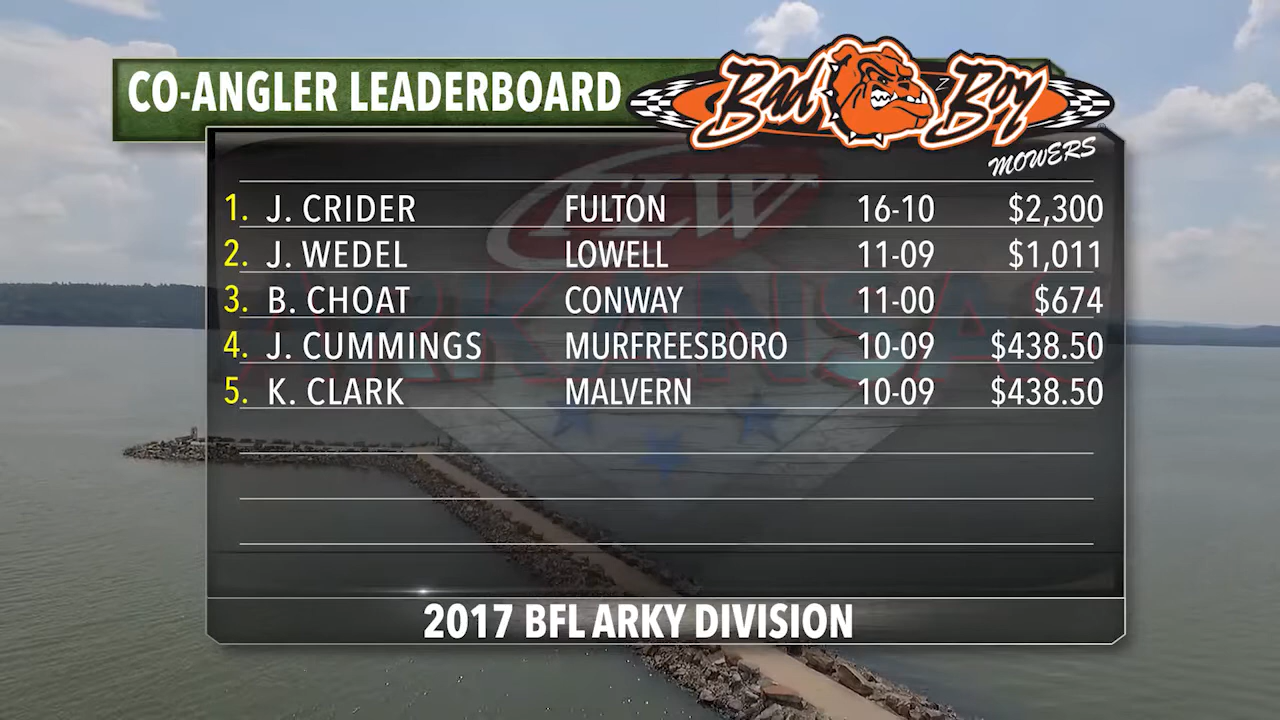 CO-ANGLER LEADERBOARD
Bad Boy
MOWERS
FLW
ARKANSAS
1. J. CRIDER FULTON 16-10 $2,300
2. J. WEDEL LOWELL 11-09 $1,011
3. B. CHOAT CONWAY 11-00 $674
4. J. CUMMINGS MURFREESBORO 10-09 $438.50
5. K. CLARK MALVERN 10-09 $438.50
2017 BFL ARKY DIVISION